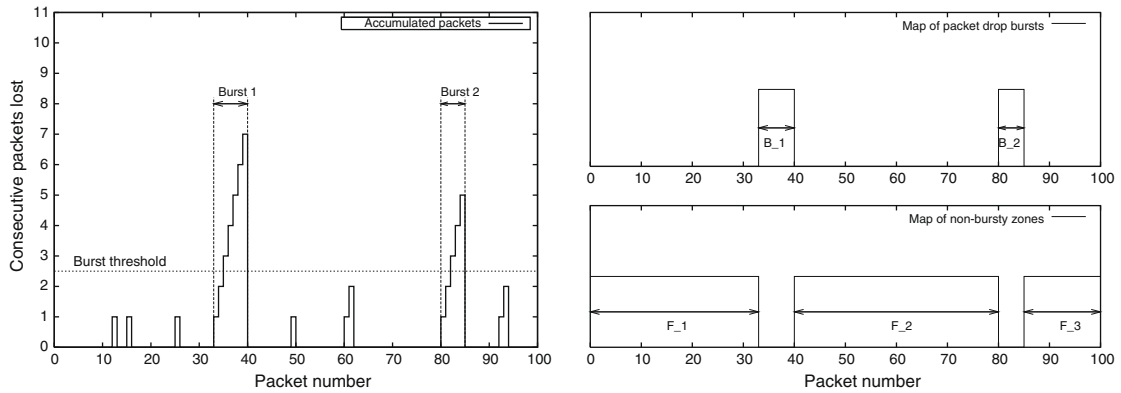 11
10
9
8
7
6
5
4
3
2
1
0
Consecutive packets lost
Accumulated packets
Burst 1
Burst 2
Burst threshold
0 10 20 30 40 50 60 70 80 90 100
Packet number
Map of packet drop bursts
B_1
B_2
0 10 20 30 40 50 60 70 80 90 100
Map of non-bursty zones
F_1
F_2
F_3
0 10 20 30 40 50 60 70 80 90 100
Packet number